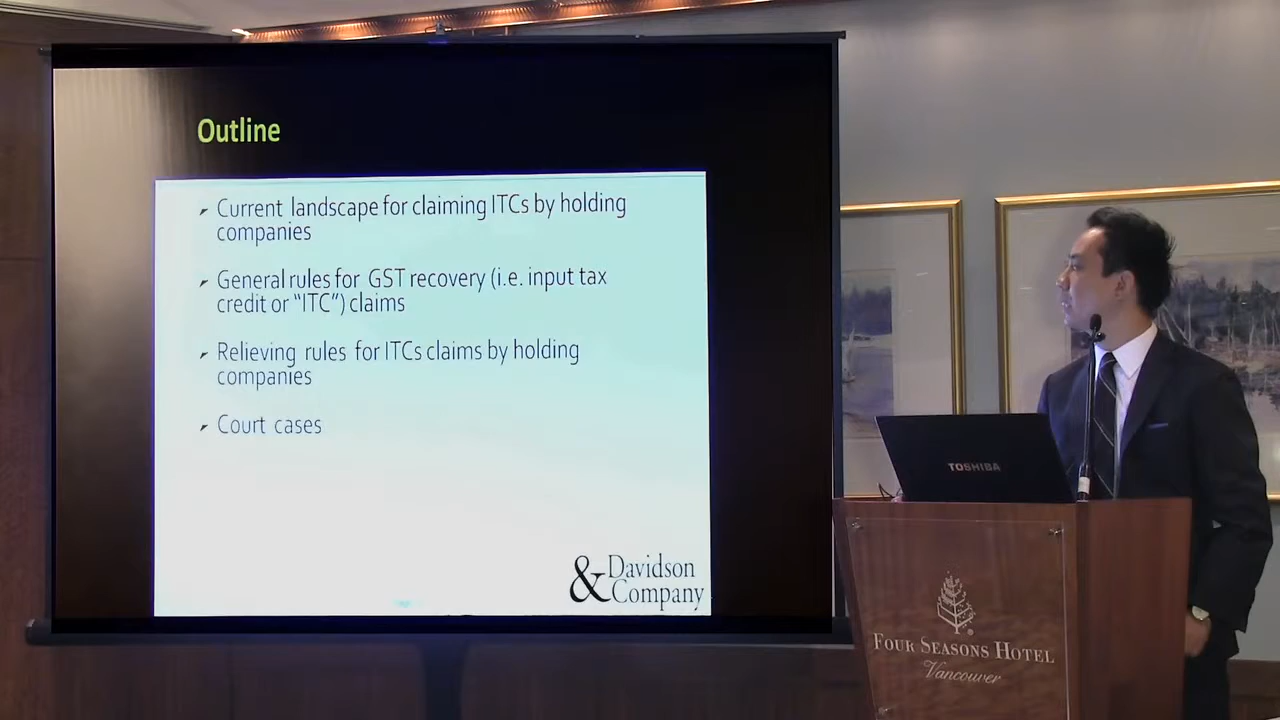 Outline
Current landscape for claiming ITCs by holding
companies
General rules for GST recovery (i.e. input tax
credit or “ITC”) claims
Relieving rules for ITCs claims by holding
companies
Court cases
& Davidson
Company
TOSHIBA
FOUR SEASONS HOTEL
Vancouver